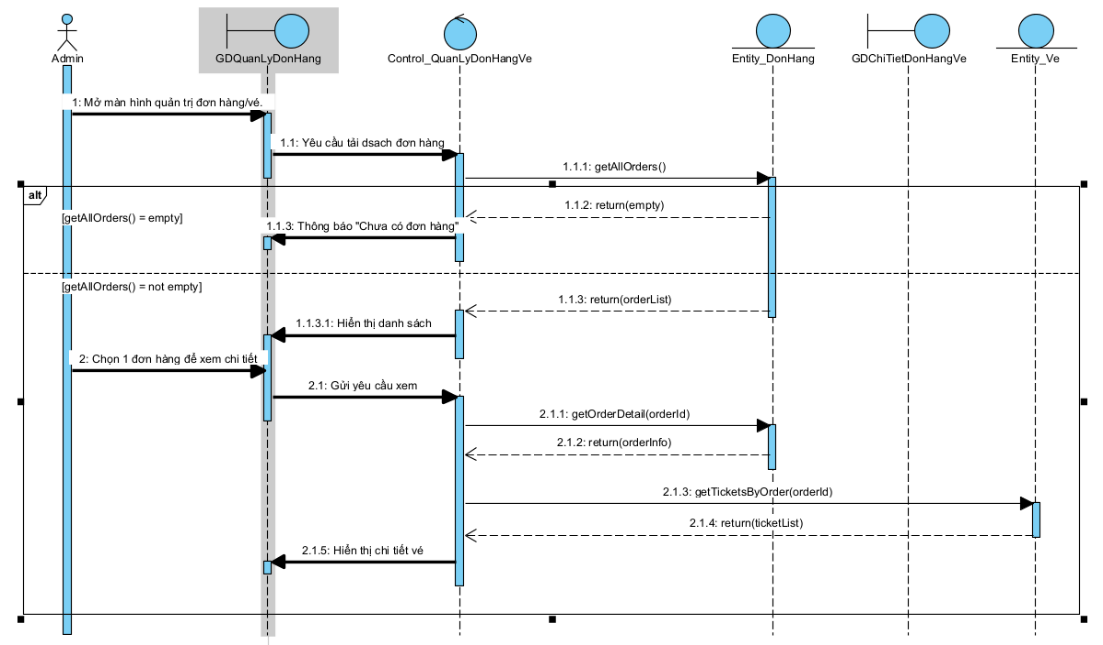 Admin
GDQuanLyDonHang
Control_QuanLyDonHangVe
Entity_DonHang
GDChiTietDonHangVe
Entity_Ve
1: Mở màn hình quản trị đơn hàng/vé.
1.1: Yêu cầu tải dsach đơn hàng
1.1.1: getAllOrders()
alt
[getAllOrders() = empty]
1.1.2: return(empty)
1.1.3: Thông báo "Chưa có đơn hàng"
[getAllOrders() = not empty]
1.1.3: return(orderList)
1.1.3.1: Hiển thị danh sách
2: Chọn 1 đơn hàng để xem chi tiết
2.1: Gửi yêu cầu xem
2.1.1: getOrderDetail(orderId)
2.1.2: return(orderInfo)
2.1.3: getTicketsByOrder(orderId)
2.1.4: return(ticketList)
2.1.5: Hiển thị chi tiết vé